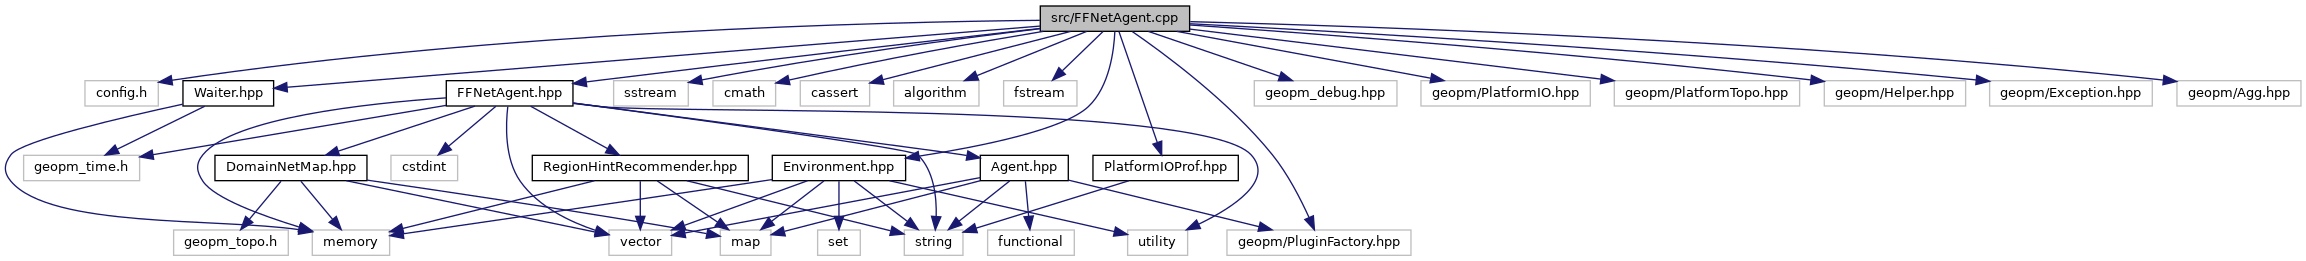 src/FFNetAgent.cpp
config.h
Waiter.hpp
FFNetAgent.hpp
sstream
cmath
cassert
algorithm
fstream
geopm_debug.hpp
geopm/PlatformIO.hpp
geopm/PlatformTopo.hpp
geopm/Helper.hpp
geopm/Exception.hpp
geopm/Agg.hpp
geopm_time.h
DomainNetMap.hpp
cstdint
RegionHintRecommender.hpp
Environment.hpp
Agent.hpp
PlatformIOProf.hpp
geopm_topo.h
memory
vector
map
set
string
functional
utility
geopm/PluginFactory.hpp